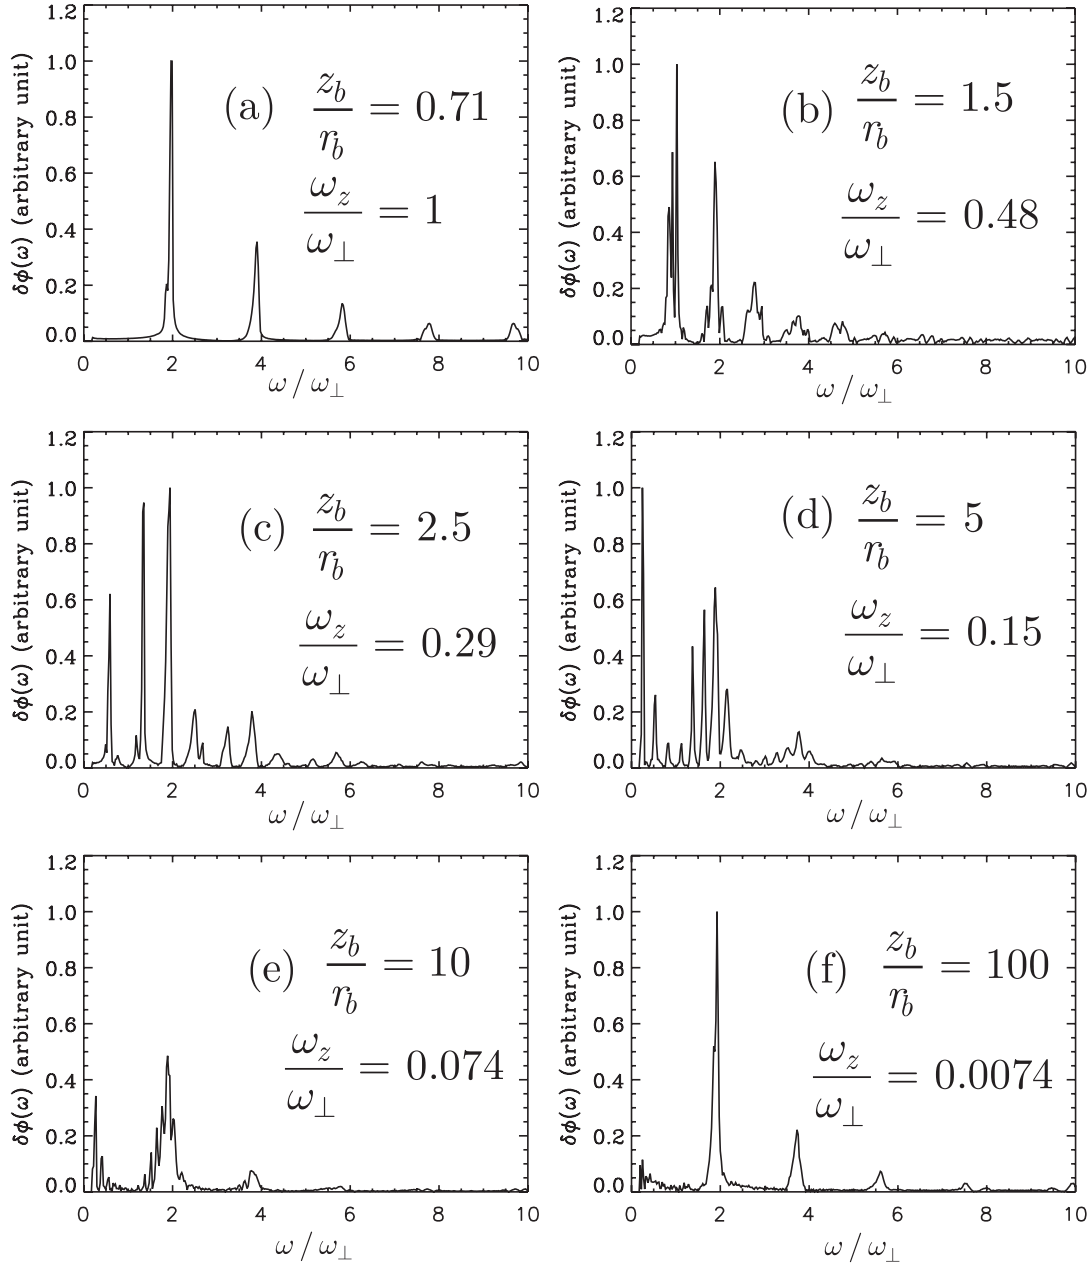 δϕ(ω) (arbitrary unit)
1.2
1.0
0.8
0.6
0.4
0.2
0.0
(a) z_b / r_b = 0.71
ω_z / ω_⊥ = 1
0 2 4 6 8 10
ω / ω_⊥
δϕ(ω) (arbitrary unit)
1.2
1.0
0.8
0.6
0.4
0.2
0.0
(b) z_b / r_b = 1.5
ω_z / ω_⊥ = 0.48
0 2 4 6 8 10
ω / ω_⊥
δϕ(ω) (arbitrary unit)
1.2
1.0
0.8
0.6
0.4
0.2
0.0
(c) z_b / r_b = 2.5
ω_z / ω_⊥ = 0.29
0 2 4 6 8 10
ω / ω_⊥
δϕ(ω) (arbitrary unit)
1.2
1.0
0.8
0.6
0.4
0.2
0.0
(d) z_b / r_b = 5
ω_z / ω_⊥ = 0.15
0 2 4 6 8 10
ω / ω_⊥
δϕ(ω) (arbitrary unit)
1.2
1.0
0.8
0.6
0.4
0.2
0.0
(e) z_b / r_b = 10
ω_z / ω_⊥ = 0.074
0 2 4 6 8 10
ω / ω_⊥
δϕ(ω) (arbitrary unit)
1.2
1.0
0.8
0.6
0.4
0.2
0.0
(f) z_b / r_b = 100
ω_z / ω_⊥ = 0.0074
0 2 4 6 8 10
ω / ω_⊥